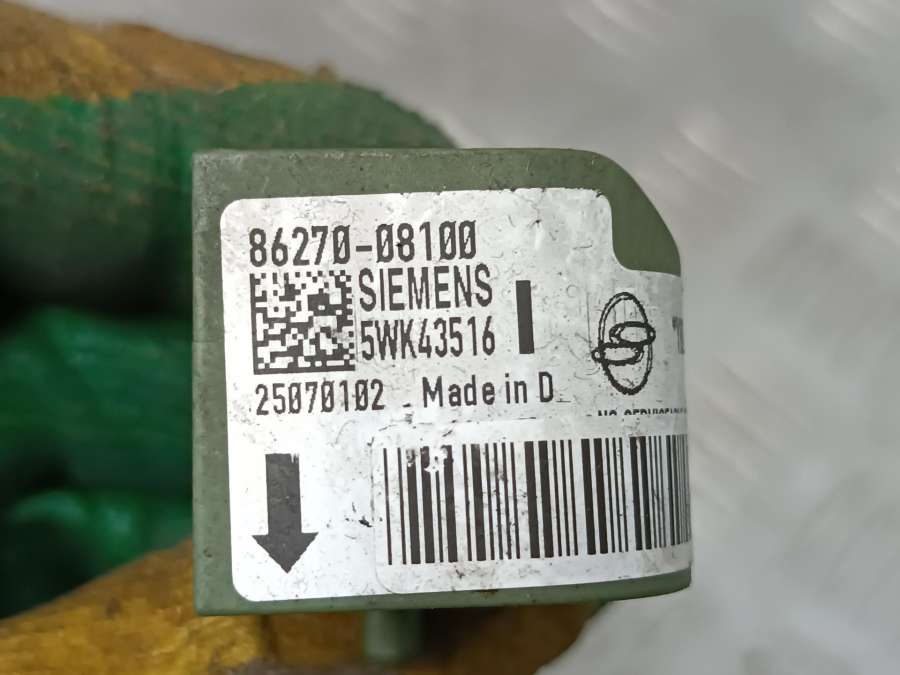 86270-08100
SIEMENS
5WK43516
25070102 Made in D